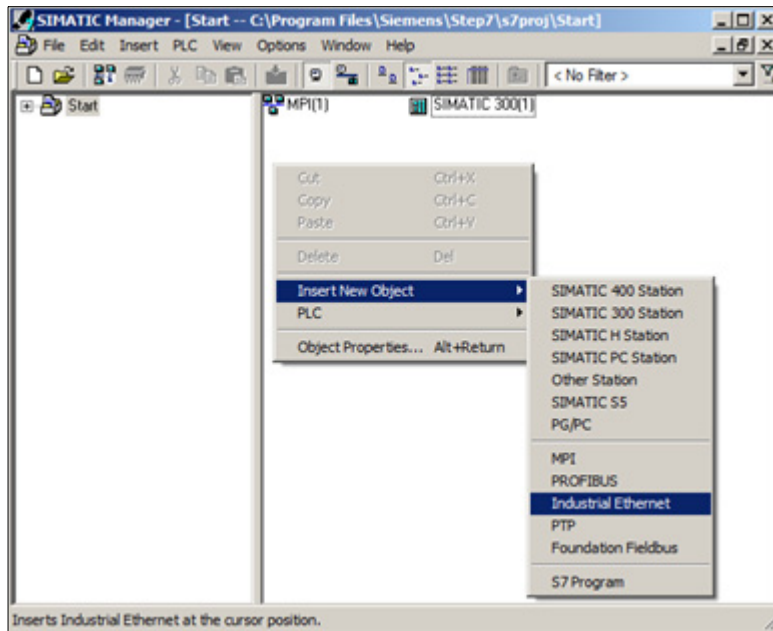 SIMATIC Manager - [Start -- C:\Program Files\Siemens\Step7\s7proj\Start]
File Edit Insert PLC View Options Window Help
< No Filter >
Start
MPI(1) SIMATIC 300(1)
Cut Ctrl+X
Copy Ctrl+C
Paste Ctrl+V
Delete Del
Insert New Object
PLC
Object Properties... Alt+Return
SIMATIC 400 Station
SIMATIC 300 Station
SIMATIC H Station
SIMATIC PC Station
Other Station
SIMATIC S5
PG/PC
MPI
PROFIBUS
Industrial Ethernet
PTP
Foundation Fieldbus
S7 Program
Inserts Industrial Ethernet at the cursor position.